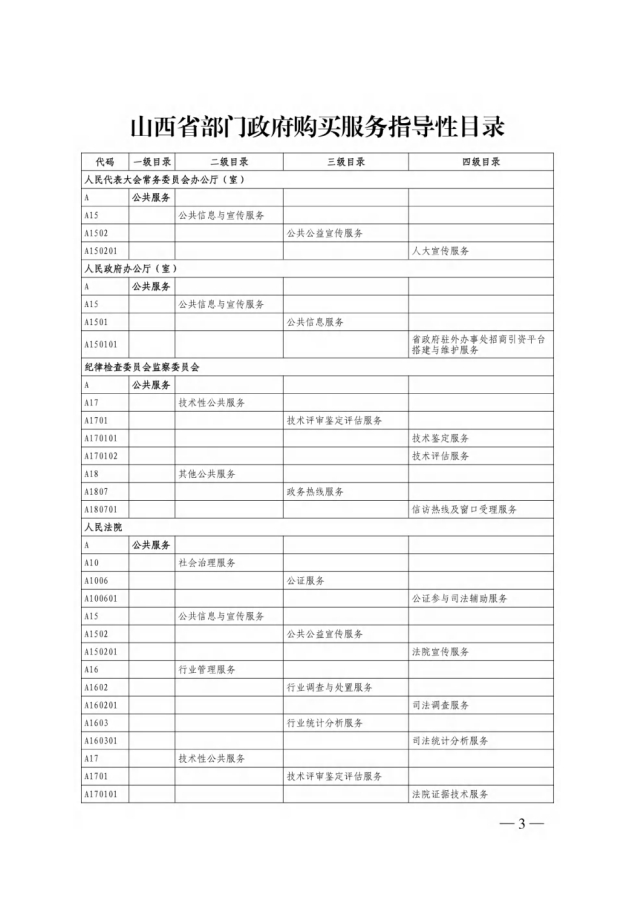 山西省部门政府购买服务指导性目录
代码 一级目录 二级目录 三级目录 四级目录
人民代表大会常务委员会办公厅（室）
A 公共服务
A15 公共信息与宣传服务
A1502 公共公益宣传服务
A150201 人大宣传服务
人民政府办公厅（室）
A 公共服务
A15 公共信息与宣传服务
A1501 公共信息服务
A150101 省政府驻外办事处招商引资平台
搭建与维护服务
纪律检查委员会监察委员会
A 公共服务
A17 技术性公共服务
A1701 技术评审鉴定评估服务
A170101 技术鉴定服务
A170102 技术评估服务
A18 其他公共服务
A1807 政务热线服务
A180701 信访热线及窗口受理服务
人民法院
A 公共服务
A10 社会治理服务
A1006 公证服务
A100601 公证参与司法辅助服务
A15 公共信息与宣传服务
A1502 公共公益宣传服务
A150201 法院宣传服务
A16 行业管理服务
A1602 行业调查与处置服务
A160201 司法调查服务
A1603 行业统计分析服务
A160301 司法统计分析服务
A17 技术性公共服务
A1701 技术评审鉴定评估服务
A170101 法院证据技术服务
— 3 —